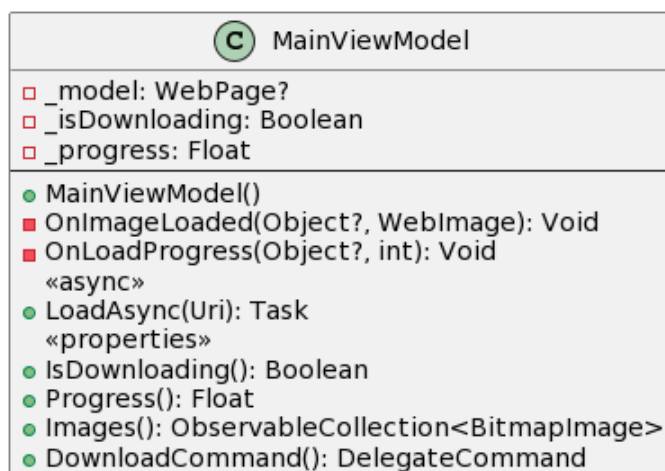 C MainViewModel
_model: WebPage?
_isDownloading: Boolean
_progress: Float
MainViewModel()
OnImageLoaded(Object?, WebImage): Void
OnLoadProgress(Object?, int): Void
«async»
LoadAsync(Uri): Task
«properties»
IsDownloading(): Boolean
Progress(): Float
Images(): ObservableCollection<BitmapImage>
DownloadCommand(): DelegateCommand